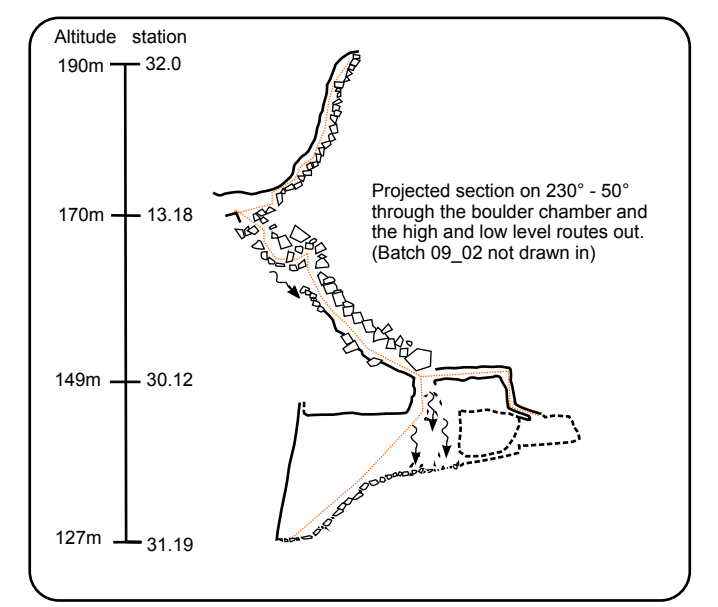 Altitude station
190m 32.0
Projected section on 230° - 50°
through the boulder chamber and
the high and low level routes out.
(Batch 09_02 not drawn in)
170m 13.18
149m 30.12
127m 31.19